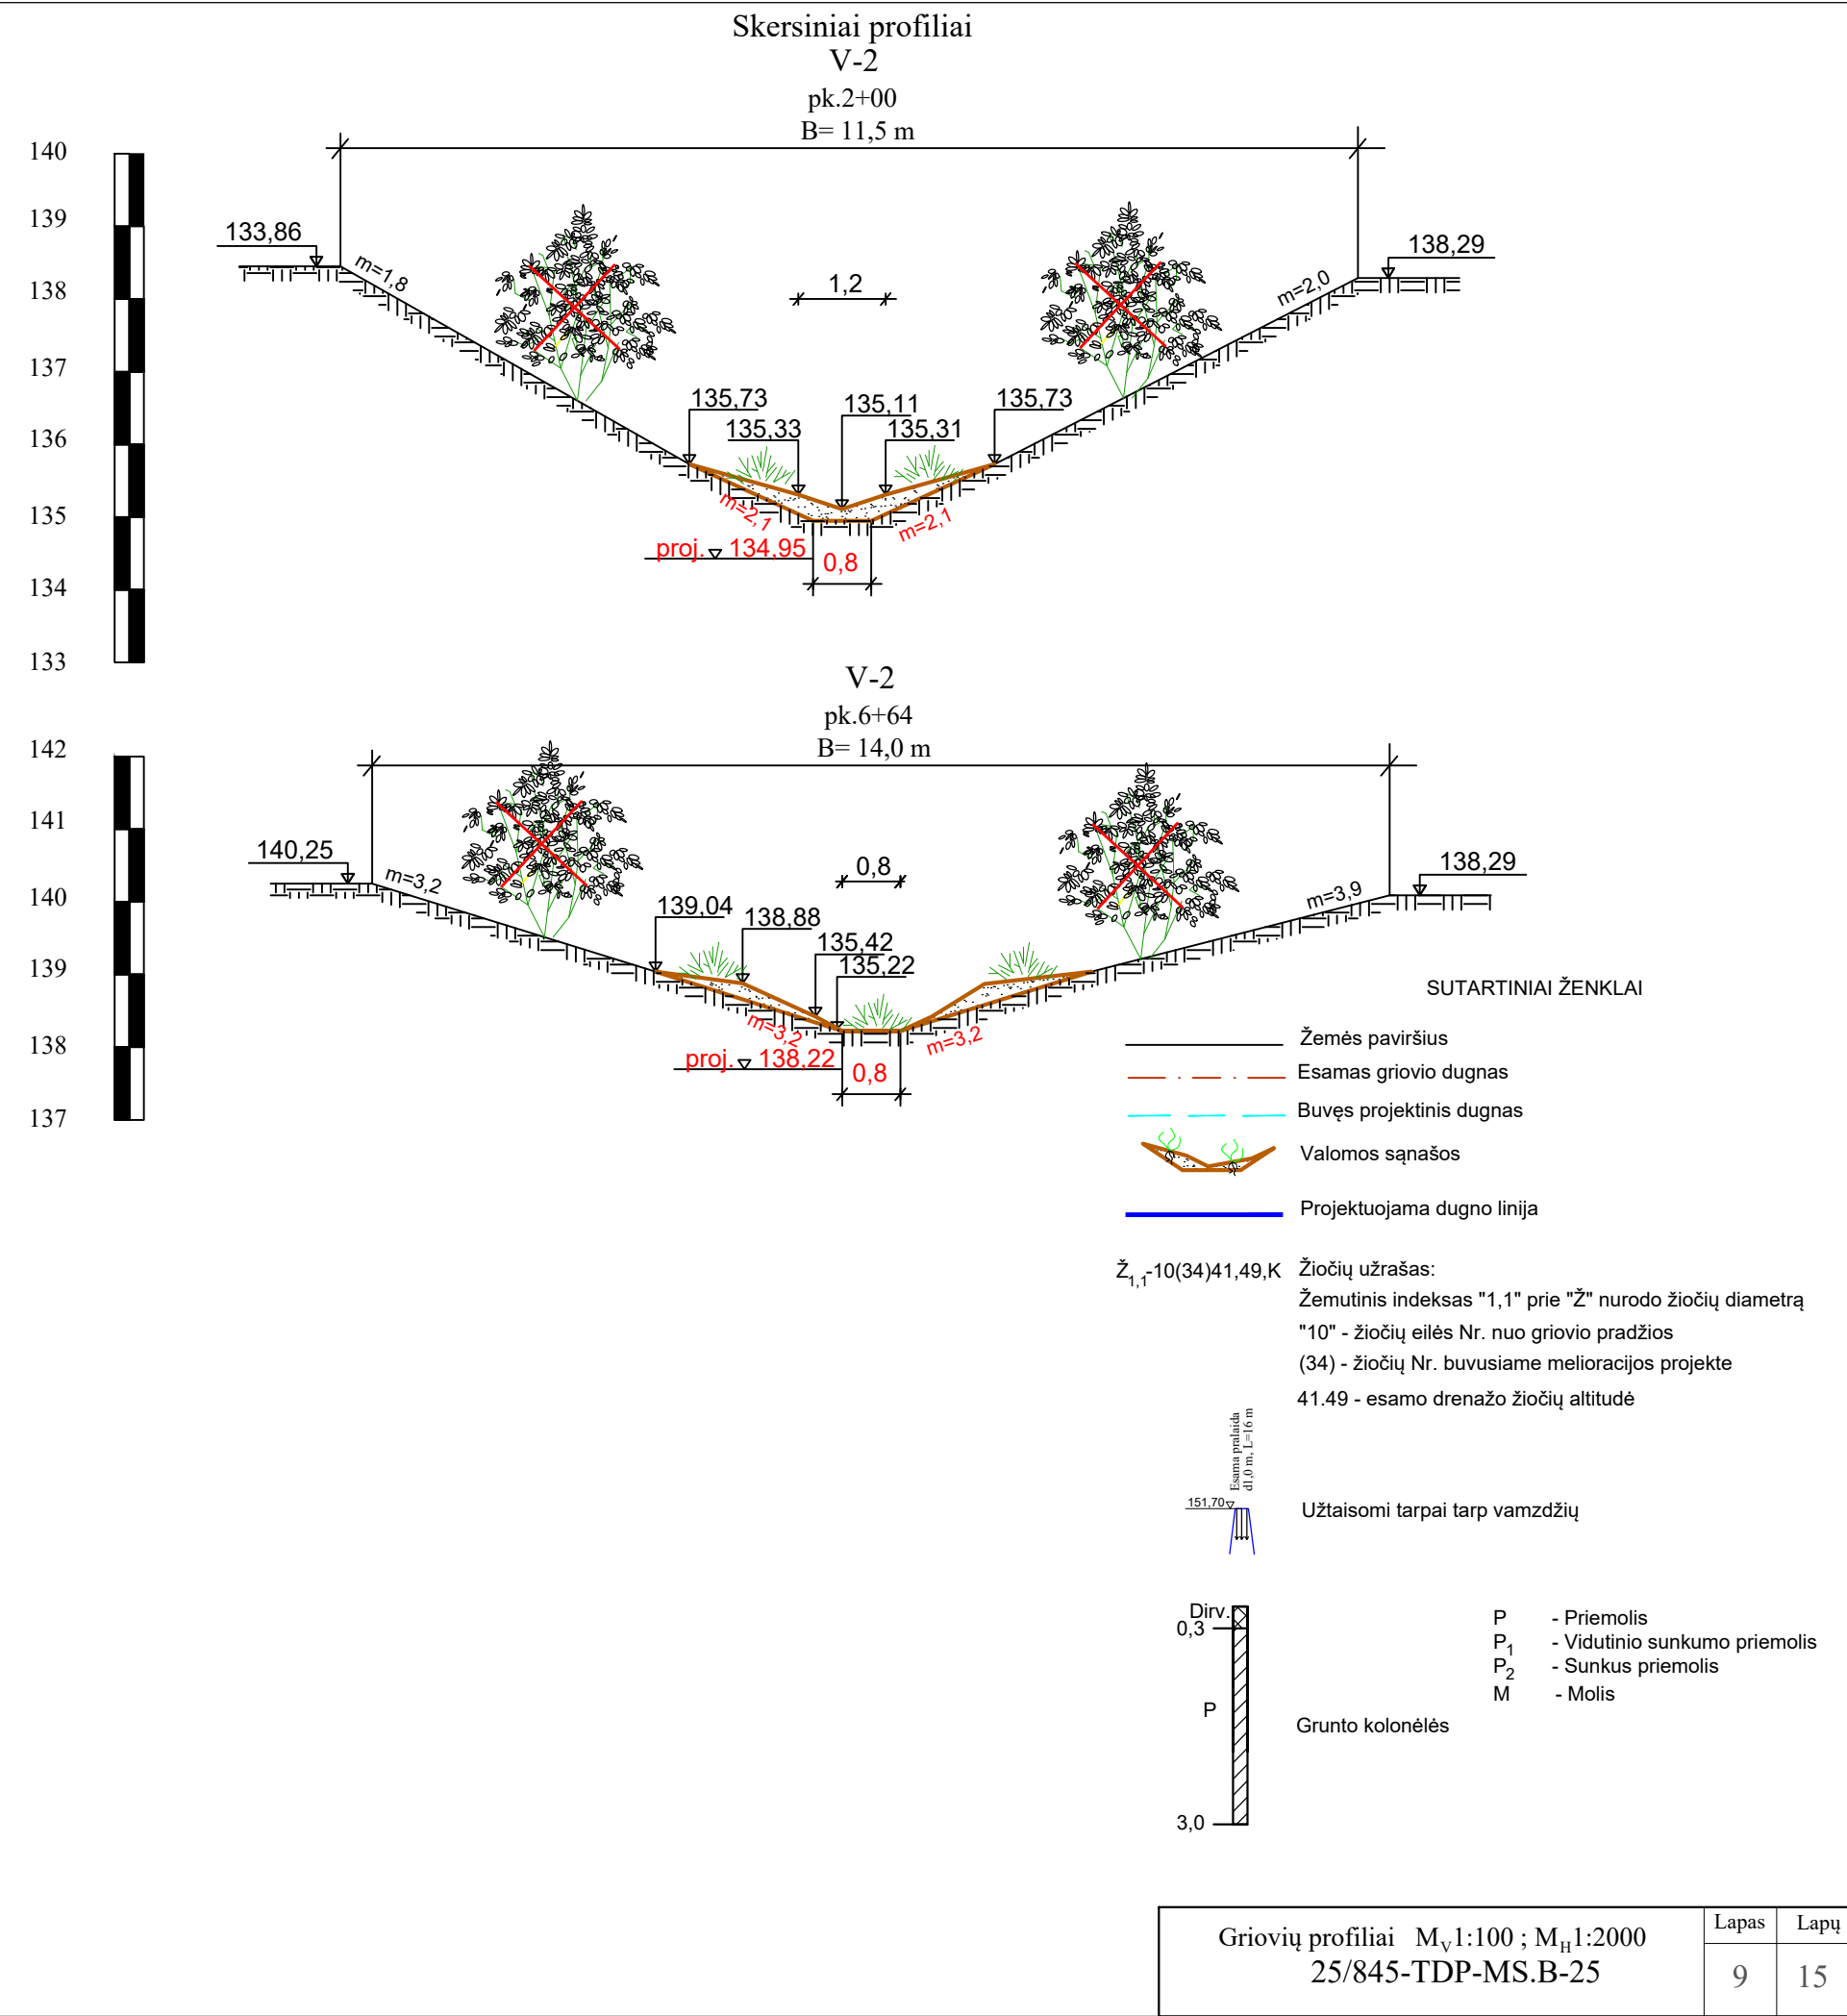 Skersiniai profiliai
V-2
pk.2+00
B= 11,5 m
140
139
138
137
136
135
134
133
133,86
m=1,8
1,2
138,29
m=2,0
135,73
135,33
135,11
135,31
135,73
m=2,1
m=2,1
proj. 134,95
0,8
V-2
pk.6+64
B= 14,0 m
142
141
140
139
138
137
140,25
m=3,2
0,8
138,29
m=3,9
139,04
138,88
135,42
135,22
m=3,2
m=3,2
proj. 138,22
0,8
SUTARTINIAI ŽENKLAI
Žemės paviršius
Esamas griovio dugnas
Buvęs projektinis dugnas
Valomos sąnašos
Projektuojama dugno linija
Ž1,1-10(34)41,49,K Žiočių užrašas:
Žemutinis indeksas "1,1" prie "Ž" nurodo žiočių diametrą
"10" - žiočių eilės Nr. nuo griovio pradžios
(34) - žiočių Nr. buvusiame melioracijos projekte
41.49 - esamo drenažo žiočių altitudė
Esama pralaida
d1,0 m, L=16 m
151,70
Užtaisomi tarpai tarp vamzdžių
Dirv.
0,3
P
3,0
Grunto kolonėlės
P - Priemolis
P1 - Vidutinio sunkumo priemolis
P2 - Sunkus priemolis
M - Molis
Griovių profiliai MV1:100 ; MH1:2000
25/845-TDP-MS.B-25
Lapas Lapų
9 15